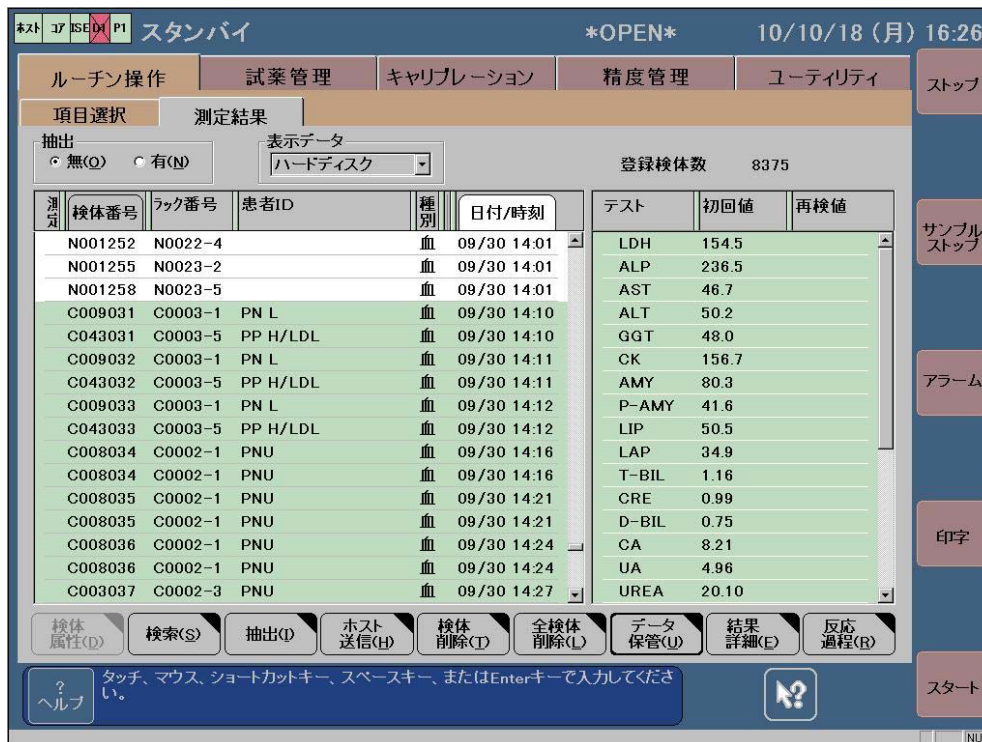 ホスト コア ISE D1 P1 スタンバイ *OPEN* 10/10/18 (月) 16:26
ルーチン操作 試薬管理 キャリブレーション 精度管理 ユーティリティ
ストップ
項目選択 測定結果
抽出 表示データ
無(O) 有(N) ハードディスク 登録検体数 8375
測定 検体番号 ラック番号 患者ID 種別 日付/時刻 テスト 初回値 再検値
サンプルストップ
N001252 N0022-4 血 09/30 14:01 LDH 154.5
N001255 N0023-2 血 09/30 14:01 ALP 236.5
N001258 N0023-5 血 09/30 14:01 AST 46.7
C009031 C0003-1 PN L 血 09/30 14:10 ALT 50.2
C043031 C0003-5 PP H/LDL 血 09/30 14:10 GGT 48.0
C009032 C0003-1 PN L 血 09/30 14:11 CK 156.7
C043032 C0003-5 PP H/LDL 血 09/30 14:11 AMY 80.3
アラーム
C009033 C0003-1 PN L 血 09/30 14:12 P-AMY 41.6
C043033 C0003-5 PP H/LDL 血 09/30 14:12 LIP 50.5
C008034 C0002-1 PNU 血 09/30 14:16 LAP 34.9
C008034 C0002-1 PNU 血 09/30 14:16 T-BIL 1.16
C008035 C0002-1 PNU 血 09/30 14:21 CRE 0.99
C008035 C0002-1 PNU 血 09/30 14:21 D-BIL 0.75
C008036 C0002-1 PNU 血 09/30 14:24 CA 8.21
印字
C008036 C0002-1 PNU 血 09/30 14:24 UA 4.96
C003037 C0002-3 PNU 血 09/30 14:27 UREA 20.10
検体属性(D) 検索(S) 抽出(I) ホスト送信(H) 検体削除(T) 全検体削除(L) データ保管(U) 結果詳細(E) 反応過程(R)
? ヘルプ
タッチ、マウス、ショートカットキー、スペースキー、またはEnterキーで入力してくださ
い。
スタート
NU